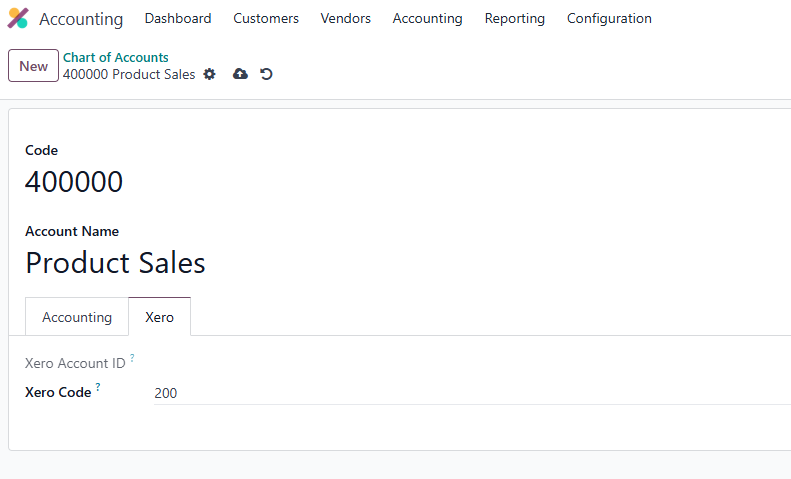 Accounting Dashboard Customers Vendors Accounting Reporting Configuration
New
Chart of Accounts
400000 Product Sales
Code
400000
Account Name
Product Sales
Accounting Xero
Xero Account ID ?
Xero Code ? 200